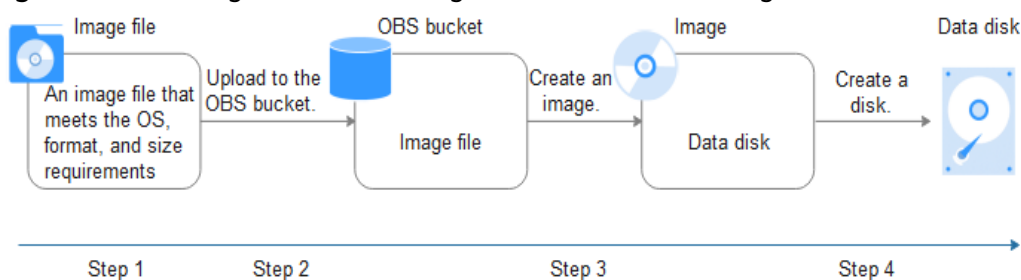 Image file
OBS bucket
Image
Data disk
An image file that
meets the OS,
format, and size
requirements
Upload to the
OBS bucket.
Image file
Create an
image.
Data disk
Create a
disk.
Step 1
Step 2
Step 3
Step 4